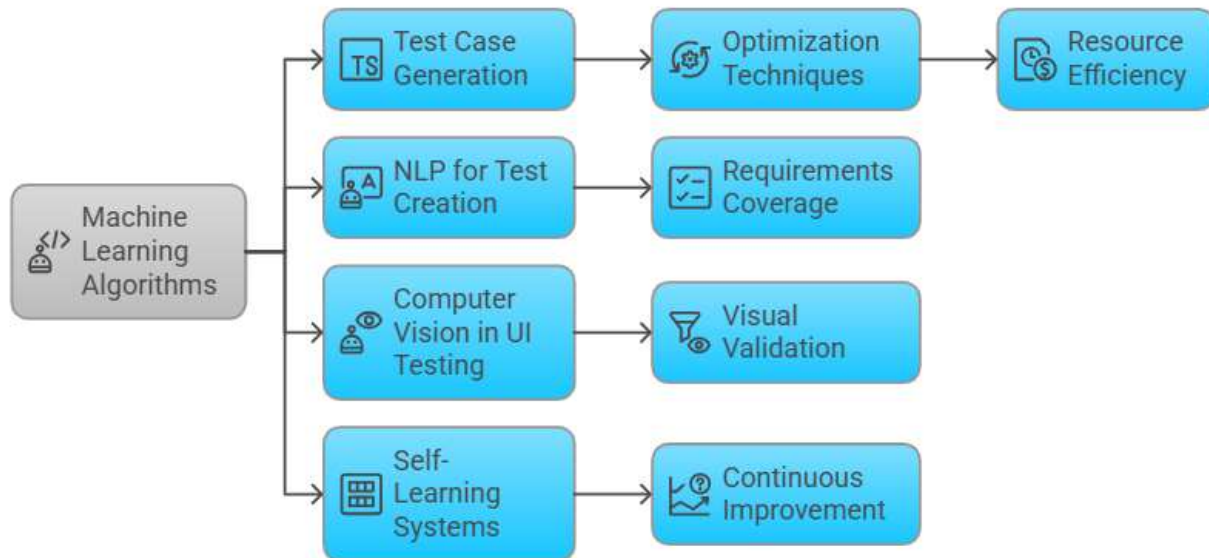 Machine
Learning
Algorithms
</>
TS
Test Case
Generation
Optimization
Techniques
$
Resource
Efficiency
A
NLP for Test
Creation
Requirements
Coverage
Computer
Vision in UI
Testing
Visual
Validation
Self-
Learning
Systems
?
Continuous
Improvement